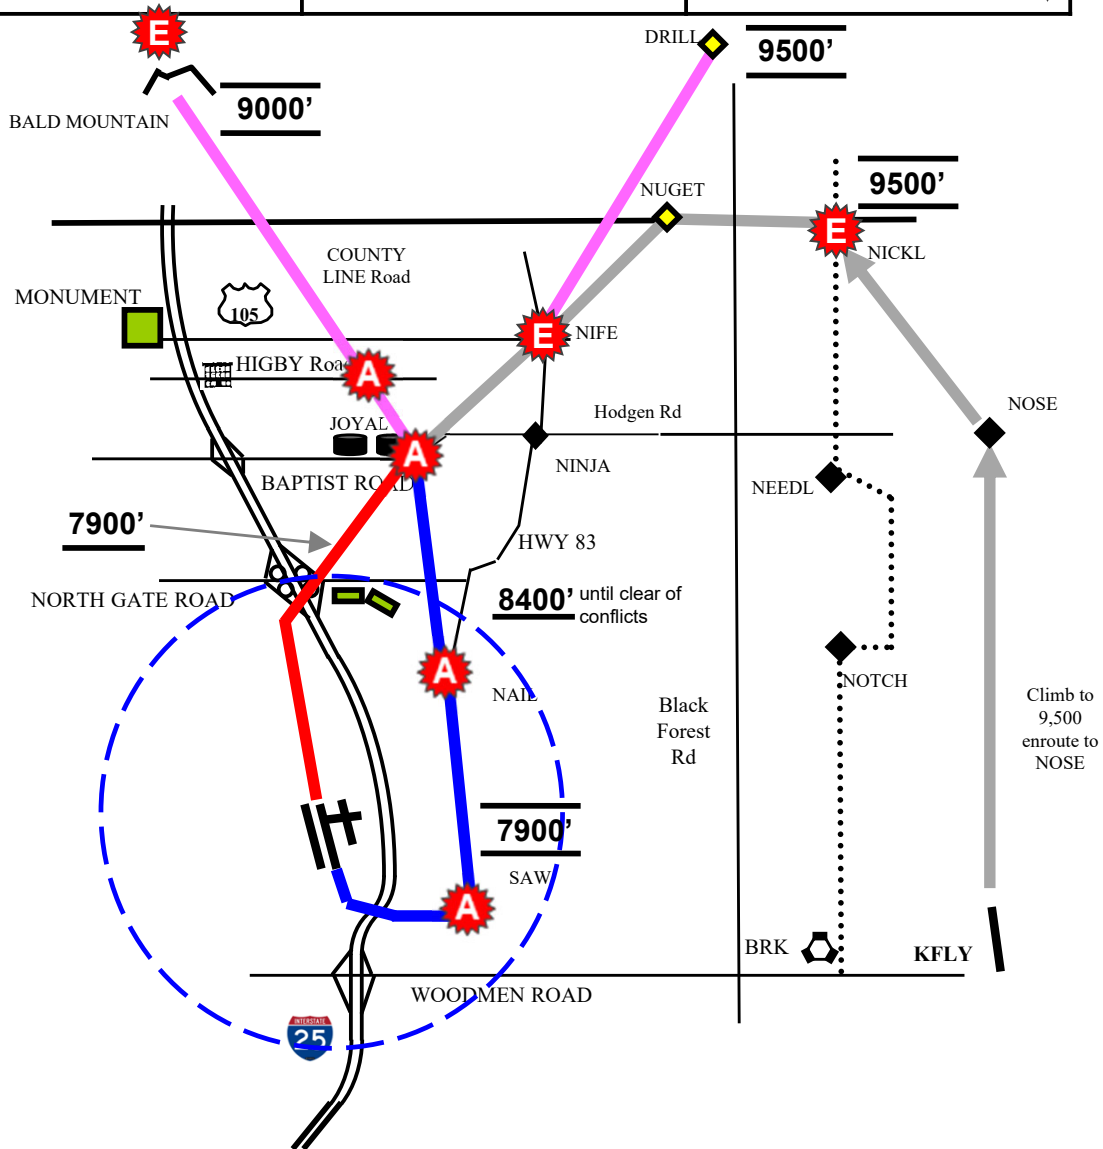 E
DRILL
9500’
9000’
BALD MOUNTAIN
NUGET
9500’
E
NICKL
COUNTY
LINE Road
MONUMENT
105
E
NIFE
HIGBY Road
A
JOYAL
Hodgen Rd
NOSE
A
NINJA
BAPTIST ROAD
NEEDL
7900’
HWY 83
NORTH GATE ROAD
8400’ until clear of
conflicts
A
NAIL
NOTCH
Black
Forest
Rd
Climb to
9,500
enroute to
NOSE
7900’
SAW
A
BRK
KFLY
WOODMEN ROAD
INTERSTATE
25